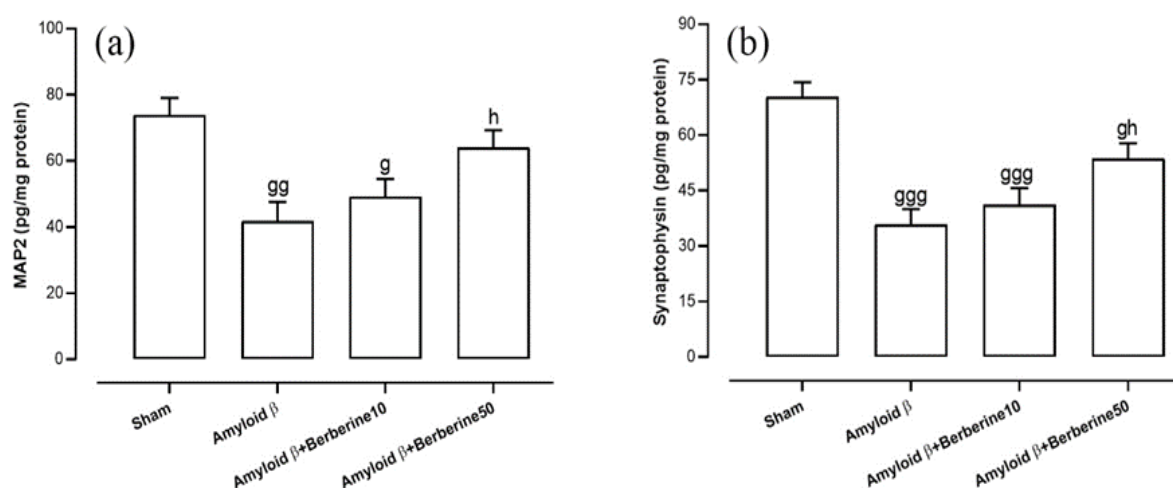 (a)
MAP2 (pg/mg protein)
100
80
60
40
20
0
gg
g
h
Sham
Amyloid β
Amyloid β+Berberine10
Amyloid β+Berberine50
(b)
Synaptophysin (pg/mg protein)
90
75
60
45
30
15
0
ggg
ggg
gh
Sham
Amyloid β
Amyloid β+Berberine10
Amyloid β+Berberine50